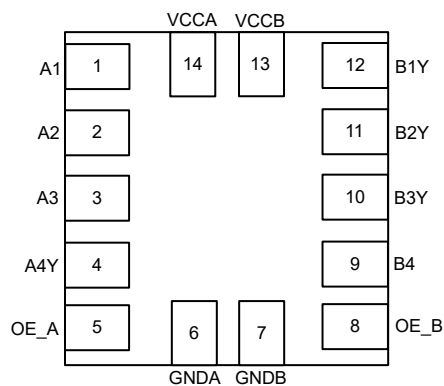 VCCA VCCB
A1 1 14 13 12 B1Y
A2 2 11 B2Y
A3 3 10 B3Y
A4Y 4 9 B4
OE_A 5 6 7 8 OE_B
GNDA GNDB